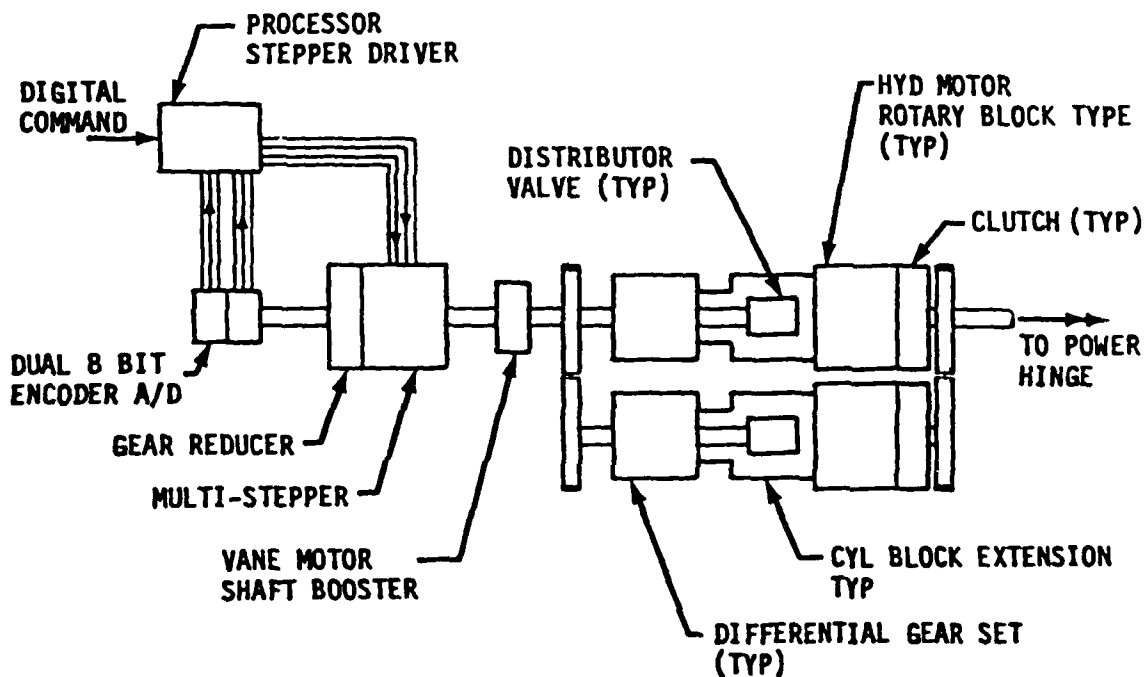 PROCESSOR
STEPPER DRIVER
DIGITAL
COMMAND
HYD MOTOR
ROTARY BLOCK TYPE
(TYP)
DISTRIBUTOR
VALVE (TYP)
CLUTCH (TYP)
TO POWER
HINGE
DUAL 8 BIT
ENCODER A/D
GEAR REDUCER
MULTI-STEPPER
VANE MOTOR
SHAFT BOOSTER
CYL BLOCK EXTENSION
TYP
DIFFERENTIAL GEAR SET
(TYP)